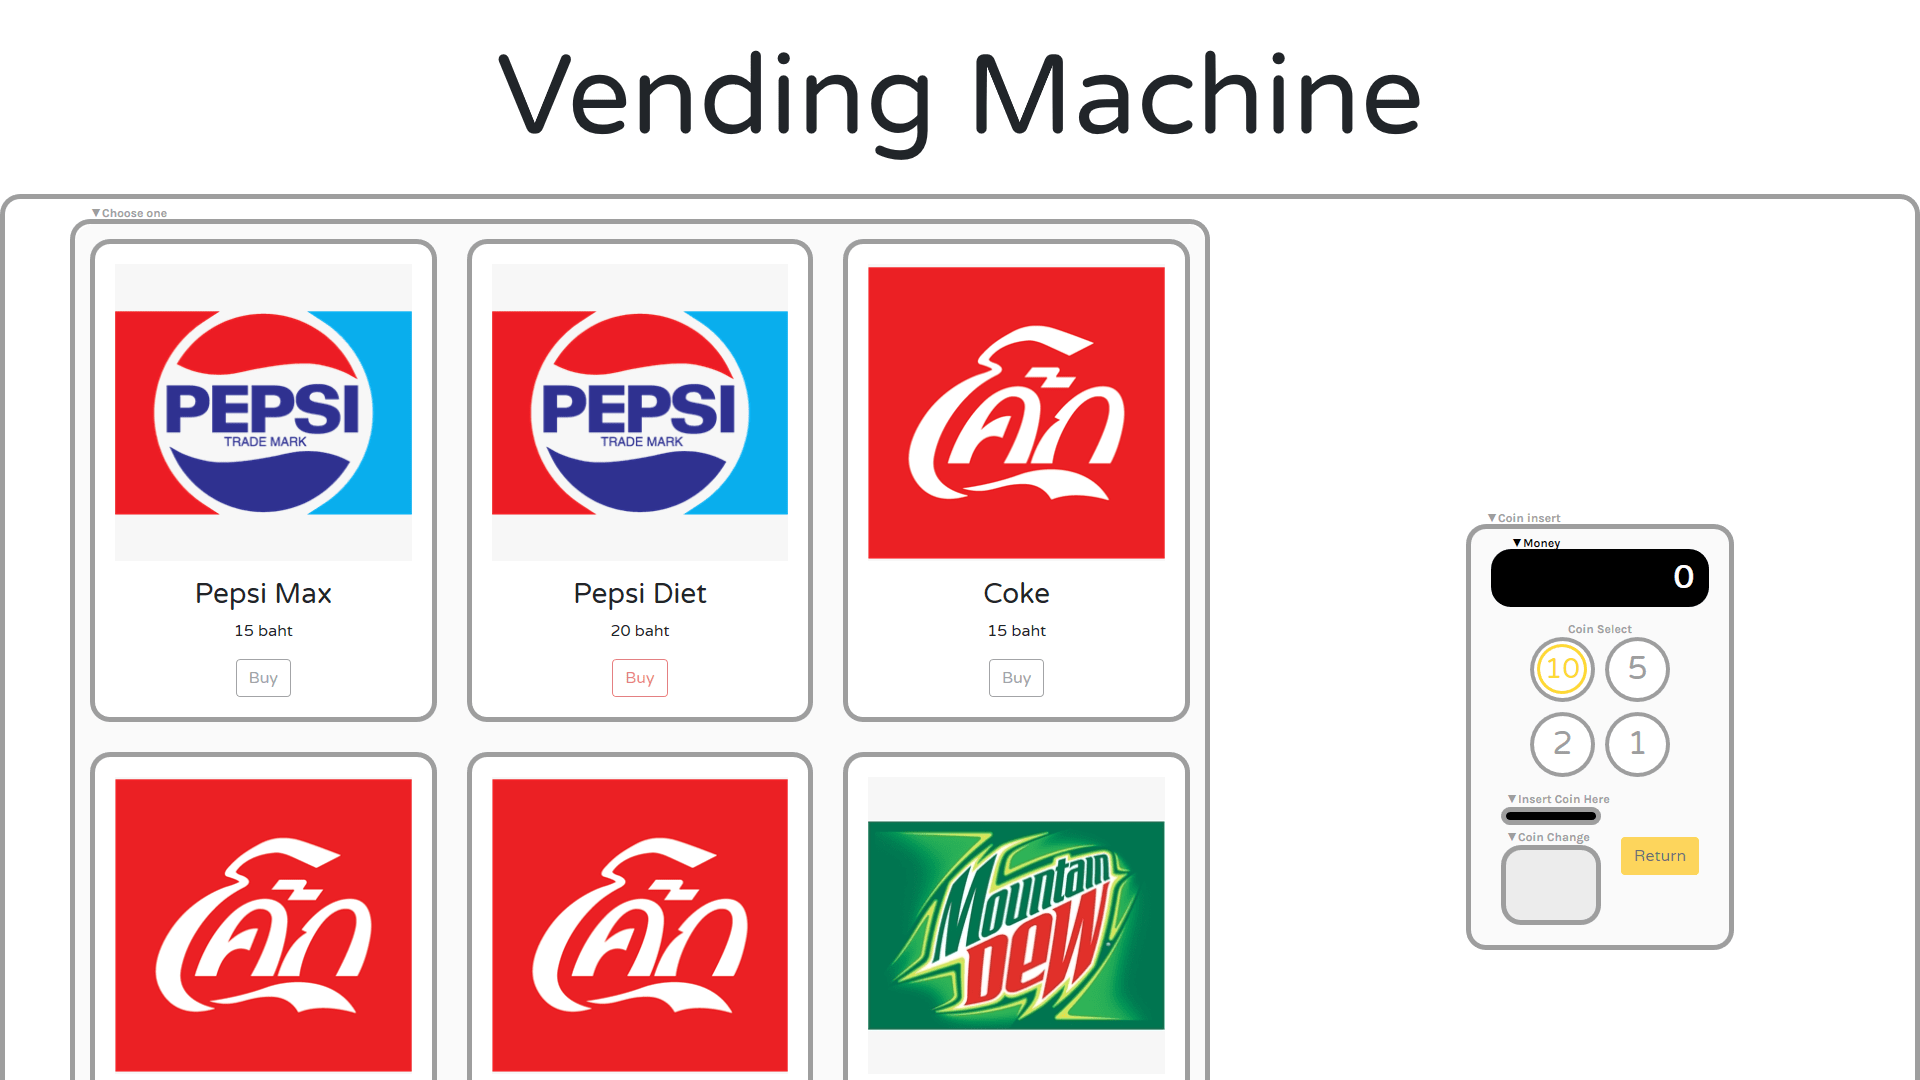 Vending Machine
▼Choose one
PEPSI
TRADE MARK
Pepsi Max
15 baht
Buy
PEPSI
TRADE MARK
Pepsi Diet
20 baht
Buy
โค้ก
Coke
15 baht
Buy
โค้ก
โค้ก
Mountain
Dew
▼Coin insert
▼Money
0
Coin Select
10
5
2
1
▼Insert Coin Here
▼Coin Change
Return